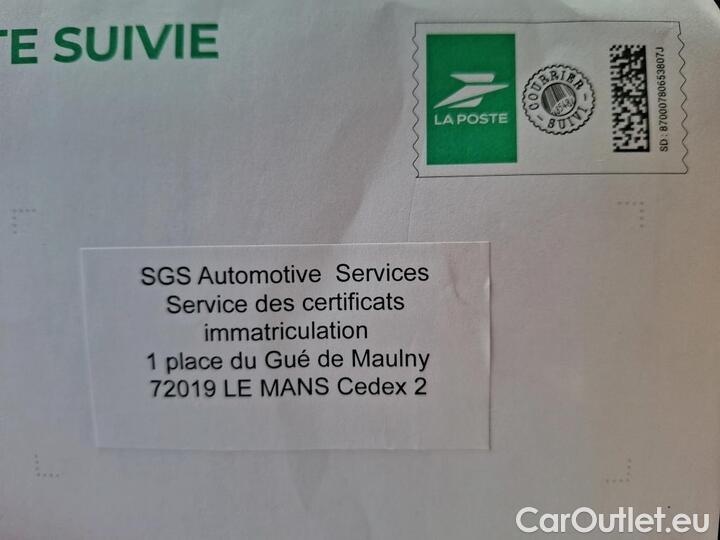 TE SUIVIE
LA POSTE
COURRIER
SUIVI
SD : 87000780653807J
SGS Automotive Services
Service des certificats
immatriculation
1 place du Gué de Maulny
72019 LE MANS Cedex 2
CarOutlet.eu